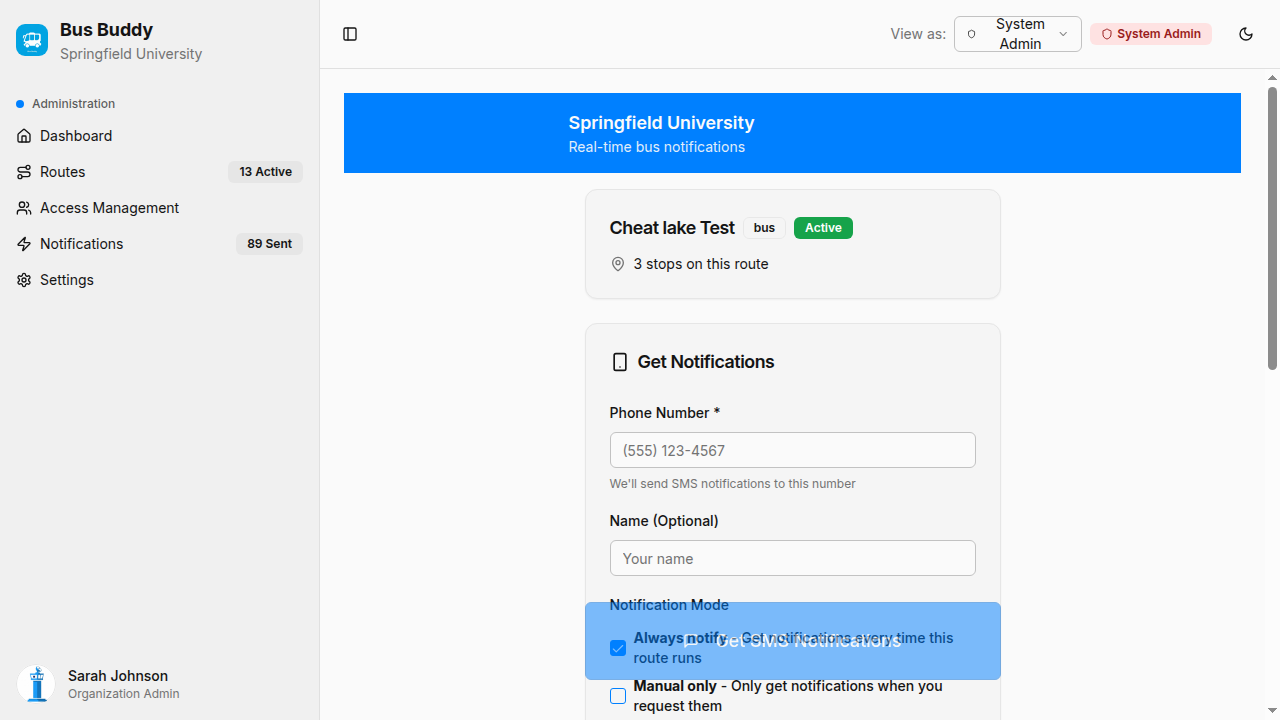 Bus Buddy
Springfield University
Administration
Dashboard
Routes
13 Active
Access Management
Notifications
89 Sent
Settings
Sarah Johnson
Organization Admin
View as:
System
Admin
System Admin
Springfield University
Real-time bus notifications
Cheat lake Test
bus
Active
3 stops on this route
Get Notifications
Phone Number *
(555) 123-4567
We'll send SMS notifications to this number
Name (Optional)
Your name
Notification Mode
Always notify - Get notifications every time this
route runs
Get SMS Notifications
Manual only - Only get notifications when you
request them